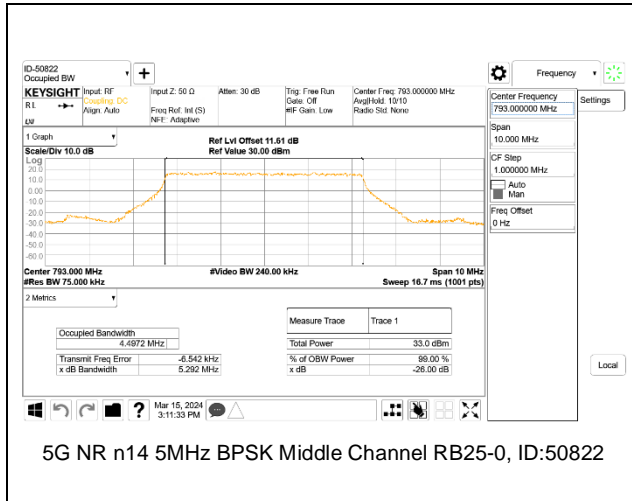 ID-50822
Occupied BW
Frequency
KEYSIGHT Input: RF Input Z: 50 Ω Atten: 30 dB Trig: Free Run Center Freq: 793.000000 MHz
Coupling: DC Gate: Off Avg|Hold: 10/10
R L Align: Auto Freq Ref: Int (S) #IF Gain: Low Radio Std: None
NFE: Adaptive
Center Frequency
793.000000 MHz
Settings
Span
10.000 MHz
CF Step
1.000000 MHz
Auto
Man
Freq Offset
0 Hz
Local
1 Graph
Ref Lvl Offset 11.61 dB
Scale/Div 10.0 dB Ref Value 30.00 dBm
Log
20.0
10.0
0.00
-10.0
-20.0
-30.0
-40.0
-50.0
-60.0
Center 793.000 MHz #Video BW 240.00 kHz Span 10 MHz
#Res BW 75.000 kHz Sweep 16.7 ms (1001 pts)
2 Metrics
Measure Trace Trace 1
Occupied Bandwidth
4.4972 MHz Total Power 33.0 dBm
Transmit Freq Error -6.542 kHz % of OBW Power 99.00 %
x dB Bandwidth 5.292 MHz x dB -26.00 dB
Mar 15, 2024
3:11:33 PM
5G NR n14 5MHz BPSK Middle Channel RB25-0, ID:50822